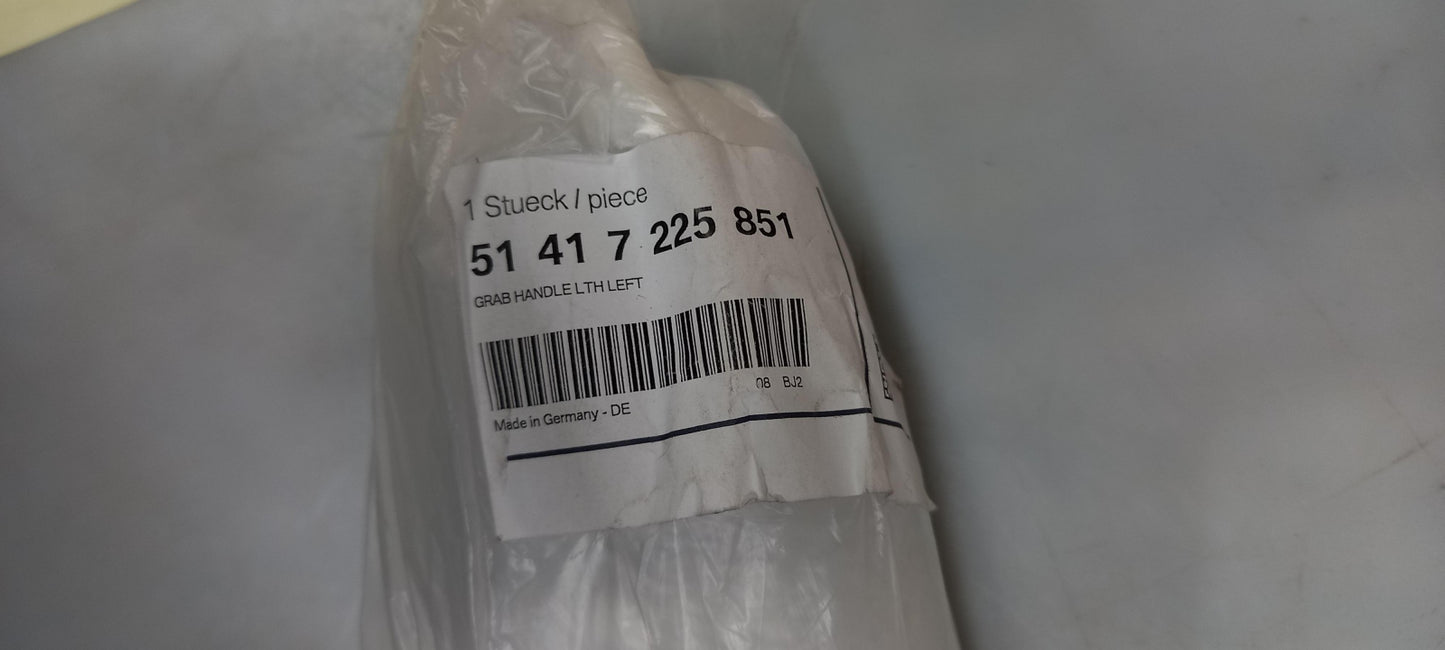 1 Stueck / piece
51 41 7 225 851
GRAB HANDLE LTH LEFT
08 BJ2
Made in Germany - DE